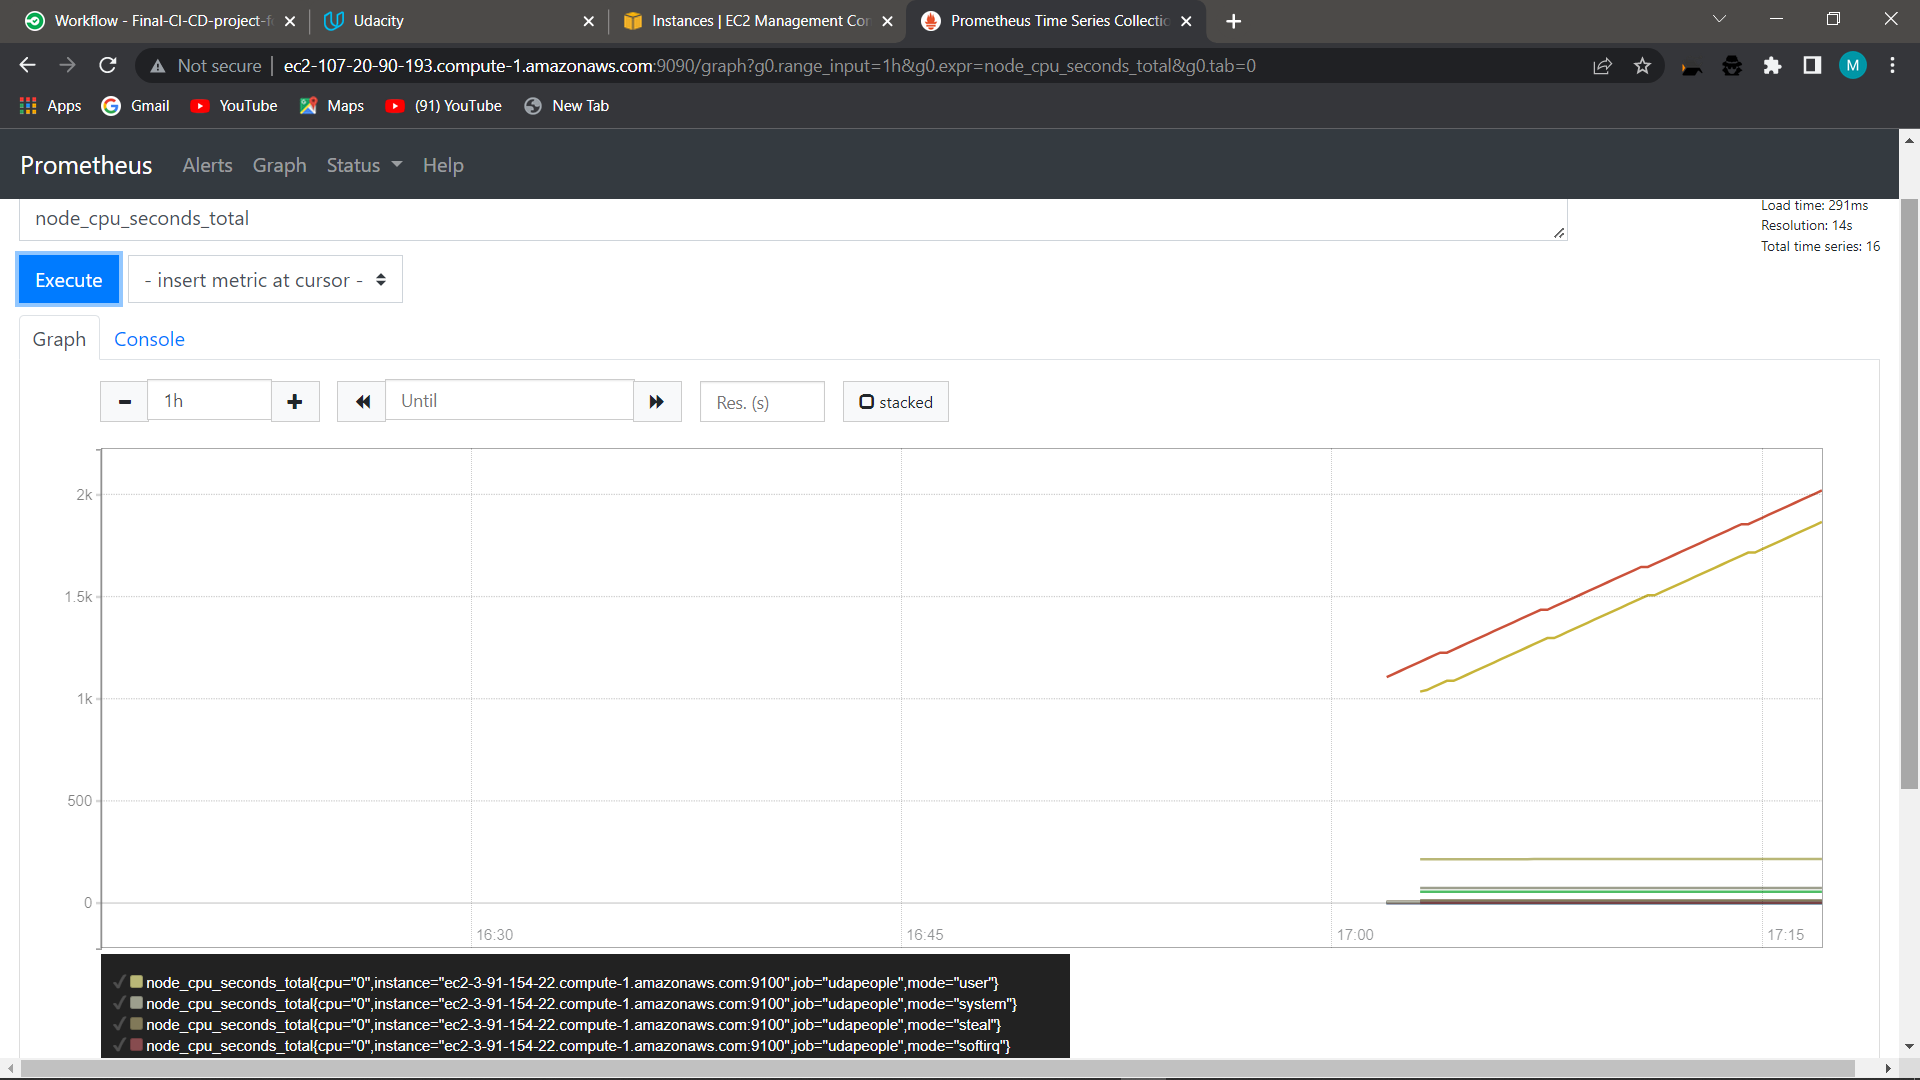 Workflow - Final-CI-CD-project-f
Udacity
Instances | EC2 Management Con
Prometheus Time Series Collectio
Not secure
ec2-107-20-90-193.compute-1.amazonaws.com:9090/graph?g0.range_input=1h&g0.expr=node_cpu_seconds_total&g0.tab=0
M
Apps
Gmail
YouTube
Maps
(91) YouTube
New Tab
Prometheus
Alerts
Graph
Status
Help
node_cpu_seconds_total
Load time: 291ms
Resolution: 14s
Total time series: 16
Execute
- insert metric at cursor -
Graph
Console
1h
Until
Res. (s)
stacked
2k
1.5k
1k
500
0
16:30
16:45
17:00
17:15
node_cpu_seconds_total{cpu="0",instance="ec2-3-91-154-22.compute-1.amazonaws.com:9100",job="udapeople",mode="user"}
node_cpu_seconds_total{cpu="0",instance="ec2-3-91-154-22.compute-1.amazonaws.com:9100",job="udapeople",mode="system"}
node_cpu_seconds_total{cpu="0",instance="ec2-3-91-154-22.compute-1.amazonaws.com:9100",job="udapeople",mode="steal"}
node_cpu_seconds_total{cpu="0",instance="ec2-3-91-154-22.compute-1.amazonaws.com:9100",job="udapeople",mode="softirq"}